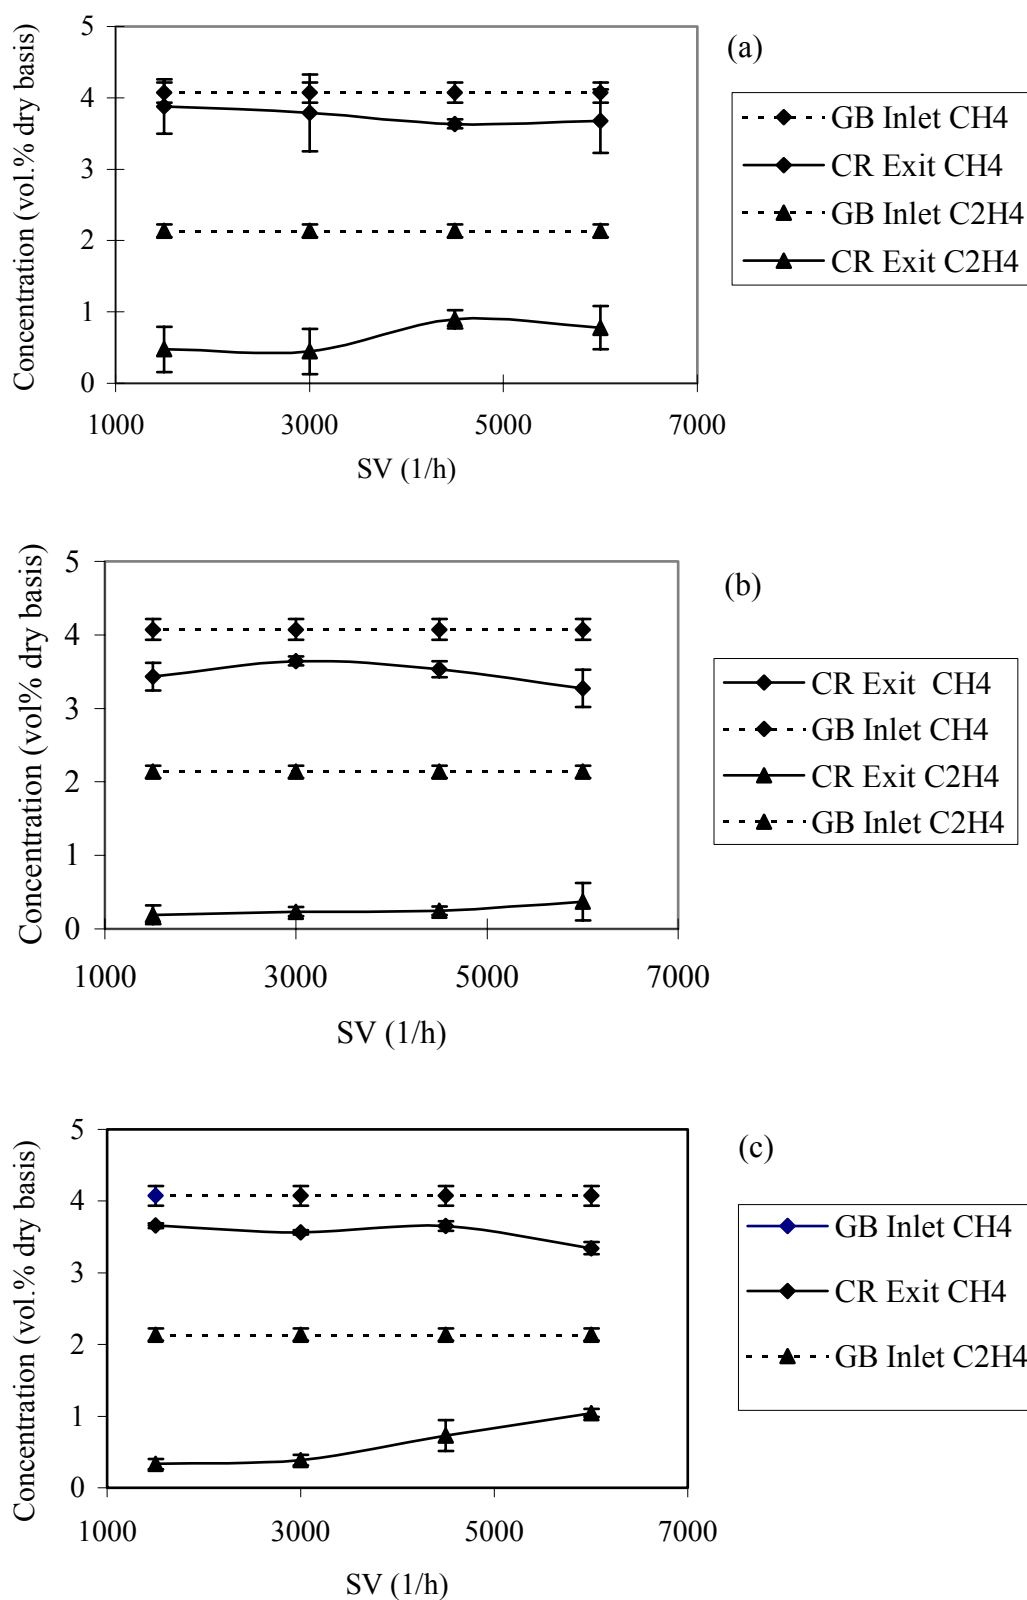 (a)
Concentration (vol.% dry basis)
5
4
3
2
1
0
1000 3000 5000 7000
SV (1/h)
GB Inlet CH4
CR Exit CH4
GB Inlet C2H4
CR Exit C2H4
(b)
Concentration (vol% dry basis)
5
4
3
2
1
0
1000 3000 5000 7000
SV (1/h)
CR Exit CH4
GB Inlet CH4
CR Exit C2H4
GB Inlet C2H4
(c)
Concentration (vol.% dry basis)
5
4
3
2
1
0
1000 3000 5000 7000
SV (1/h)
GB Inlet CH4
CR Exit CH4
GB Inlet C2H4